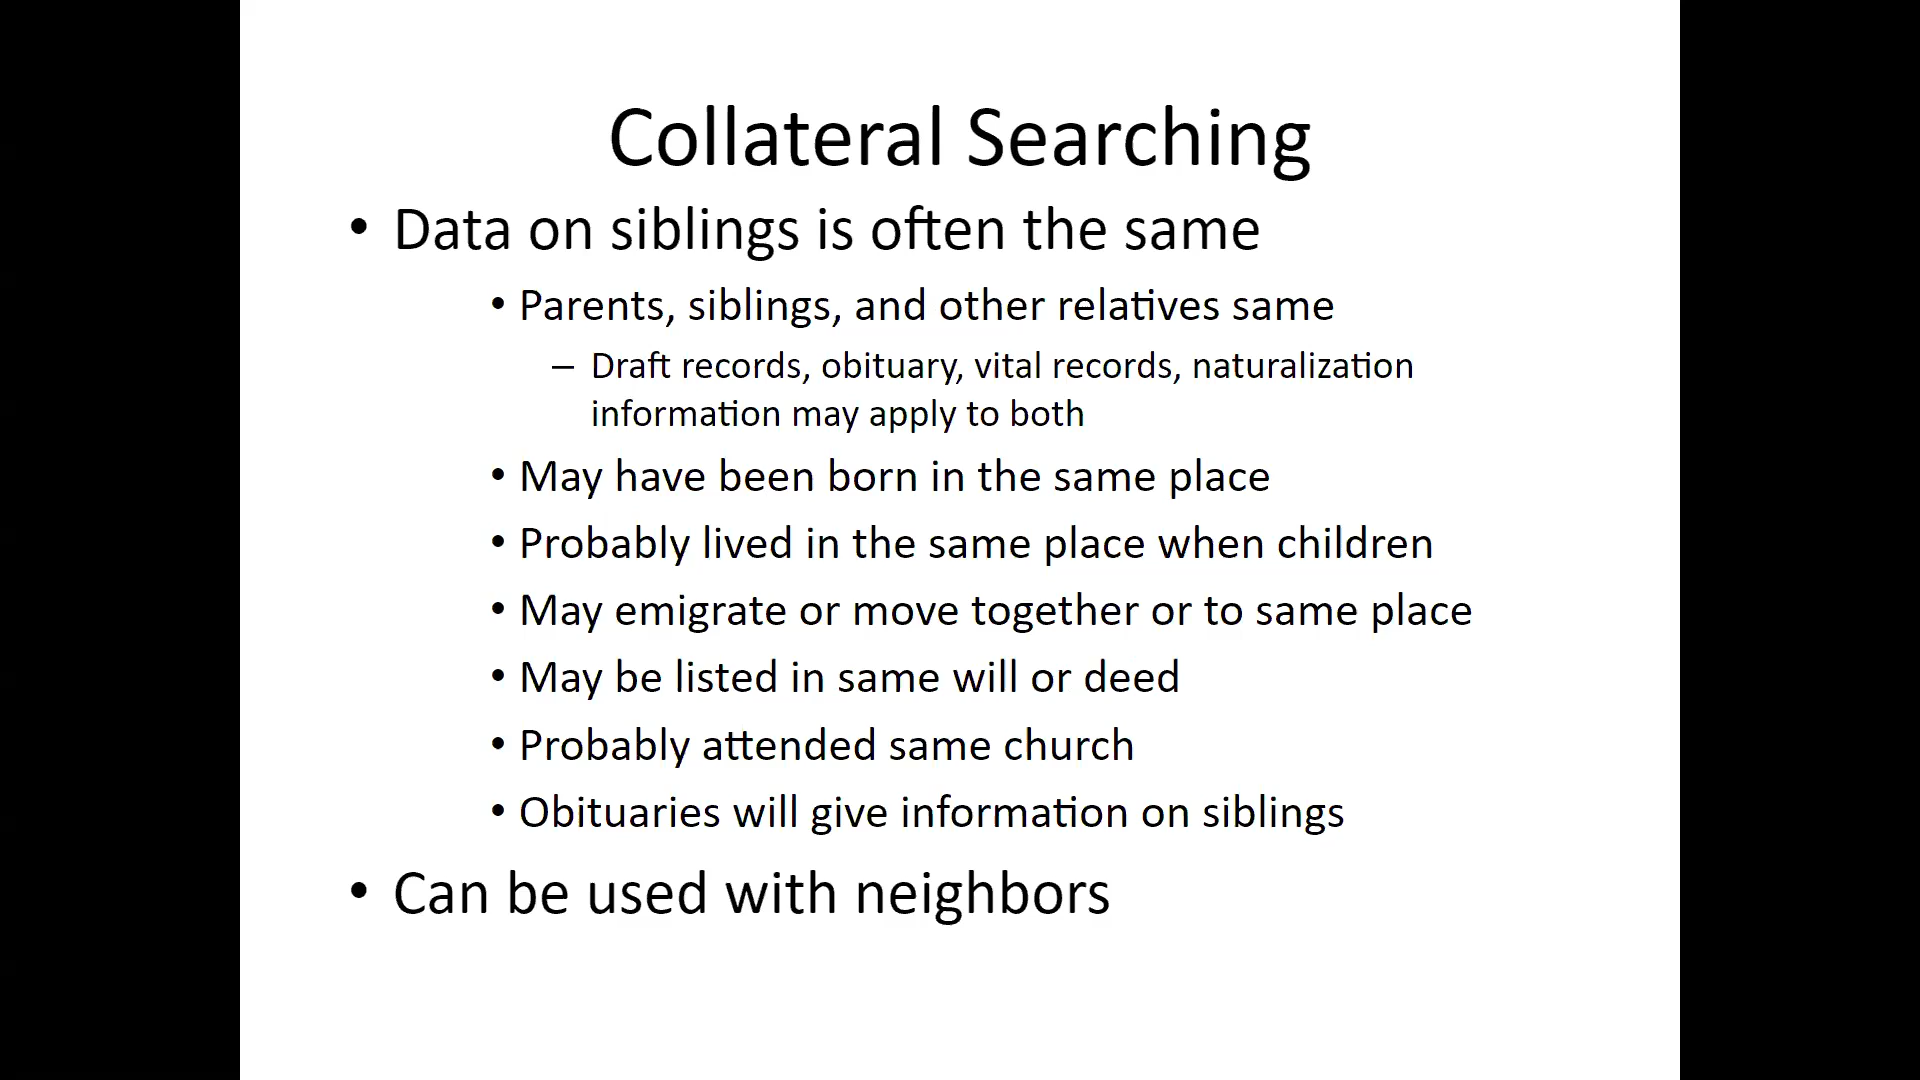 Collateral Searching
• Data on siblings is often the same
• Parents, siblings, and other relatives same
– Draft records, obituary, vital records, naturalization
information may apply to both
• May have been born in the same place
• Probably lived in the same place when children
• May emigrate or move together or to same place
• May be listed in same will or deed
• Probably attended same church
• Obituaries will give information on siblings
• Can be used with neighbors